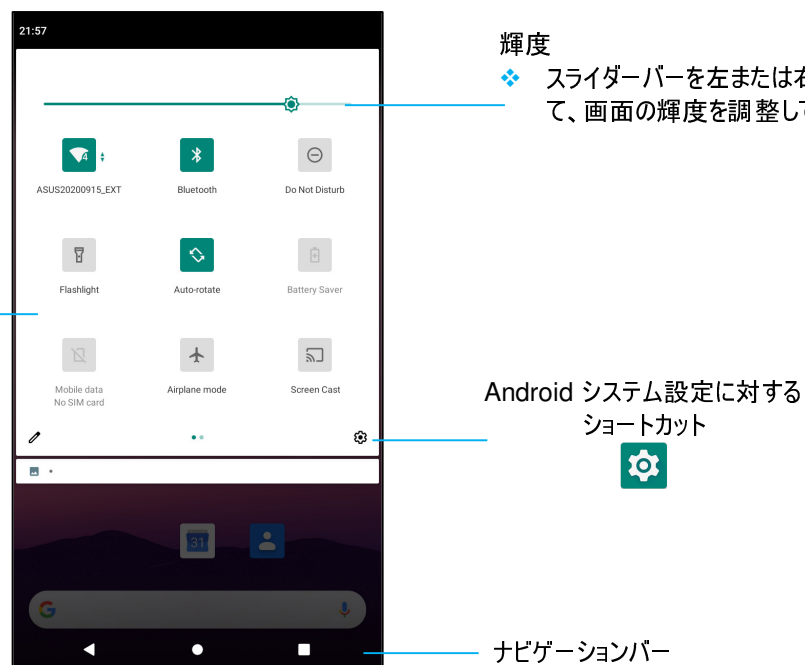 21:57
輝度
❖ スライダーバーを左または右
て、画面の輝度を調整して
4
ASUS20200915_EXT
Bluetooth
Do Not Disturb
Flashlight
Auto-rotate
Battery Saver
Mobile data
No SIM card
Airplane mode
Screen Cast
Android システム設定に対する
ショートカット
31
G
ナビゲーションバー